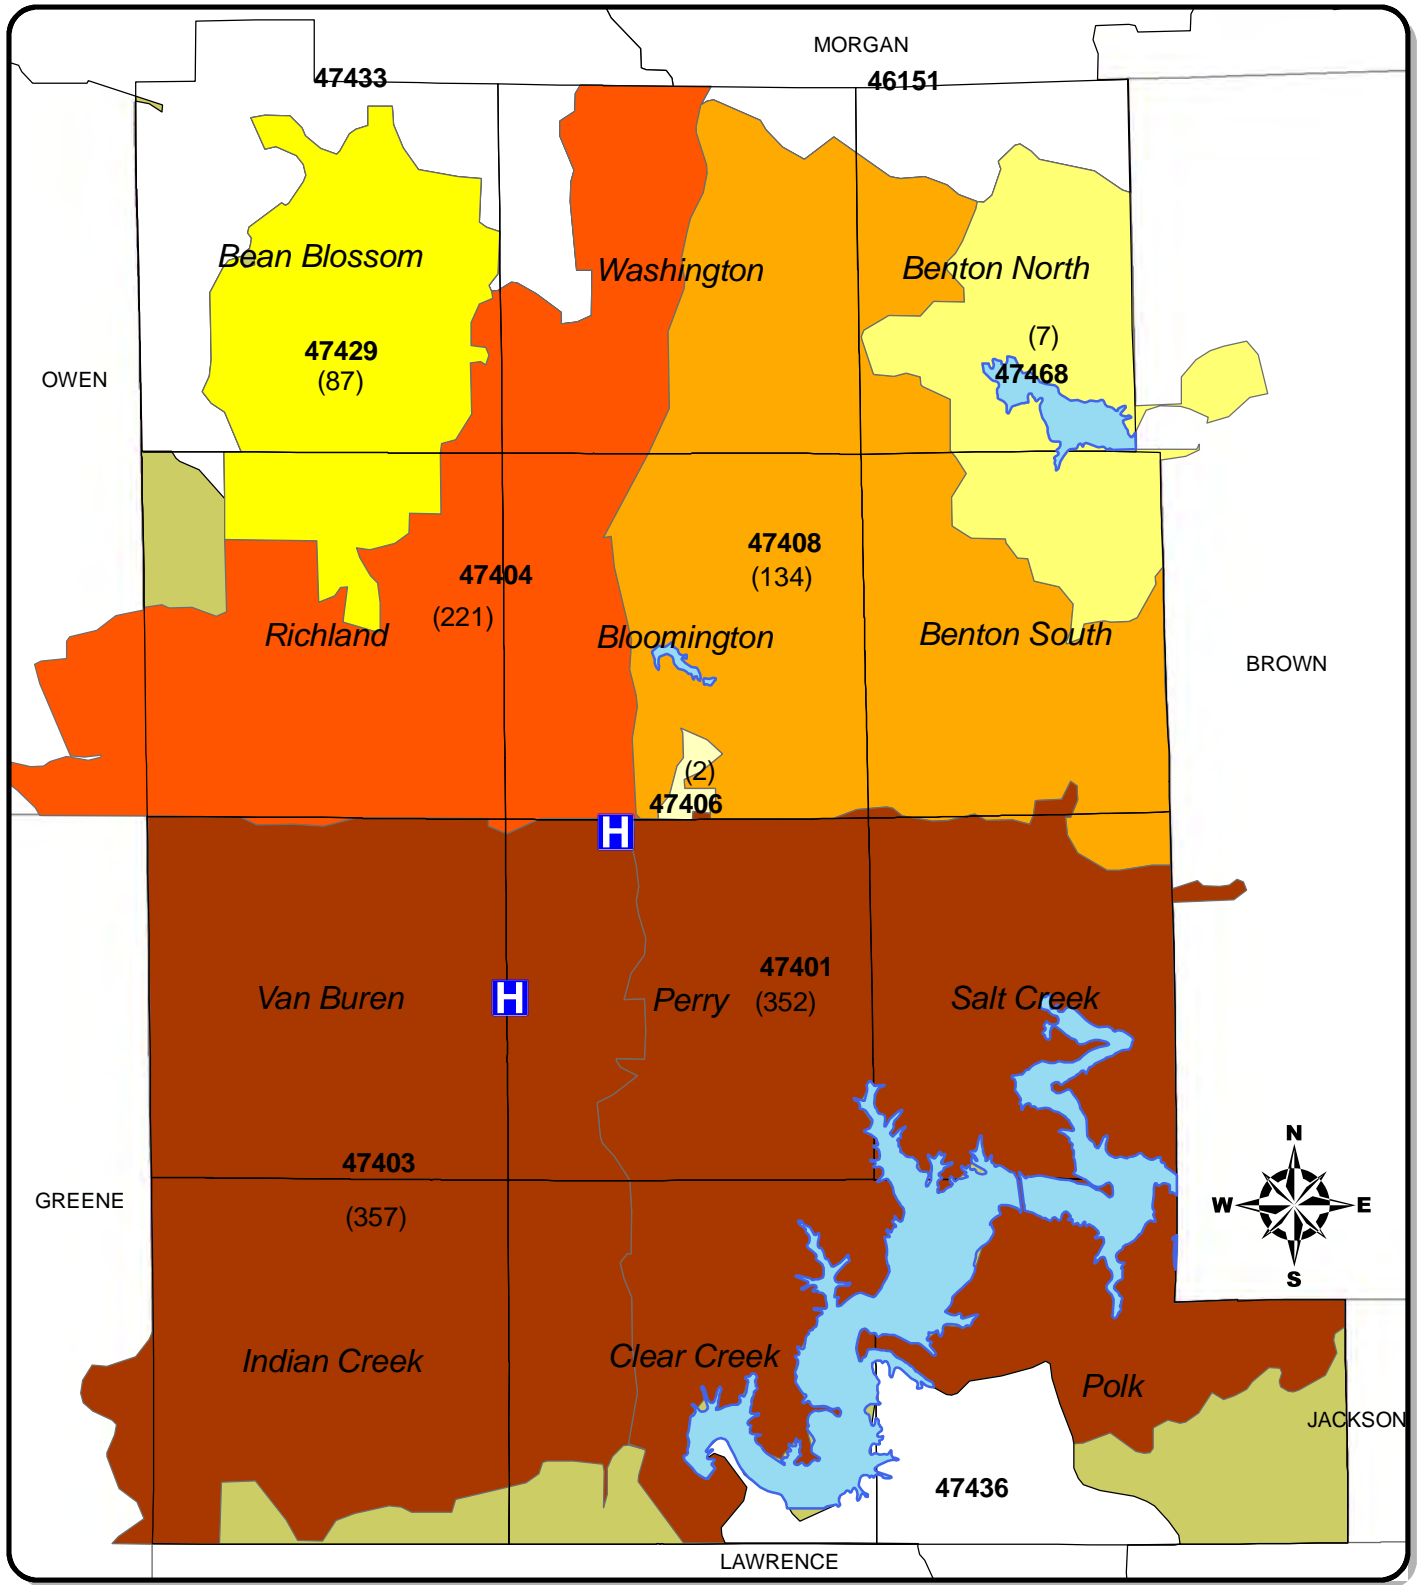 MORGAN
47433
46151
Bean Blossom
Washington
Benton North
(7)
47429
47468
OWEN
(87)
47408
47404
(134)
(221)
Richland
Bloomington
Benton South
BROWN
(2)
47406
H
47401
Van Buren
H
Perry
(352)
Salt Creek
N
47403
GREENE
W
E
(357)
S
Indian Creek
Clear Creek
Polk
JACKSON
47436
LAWRENCE